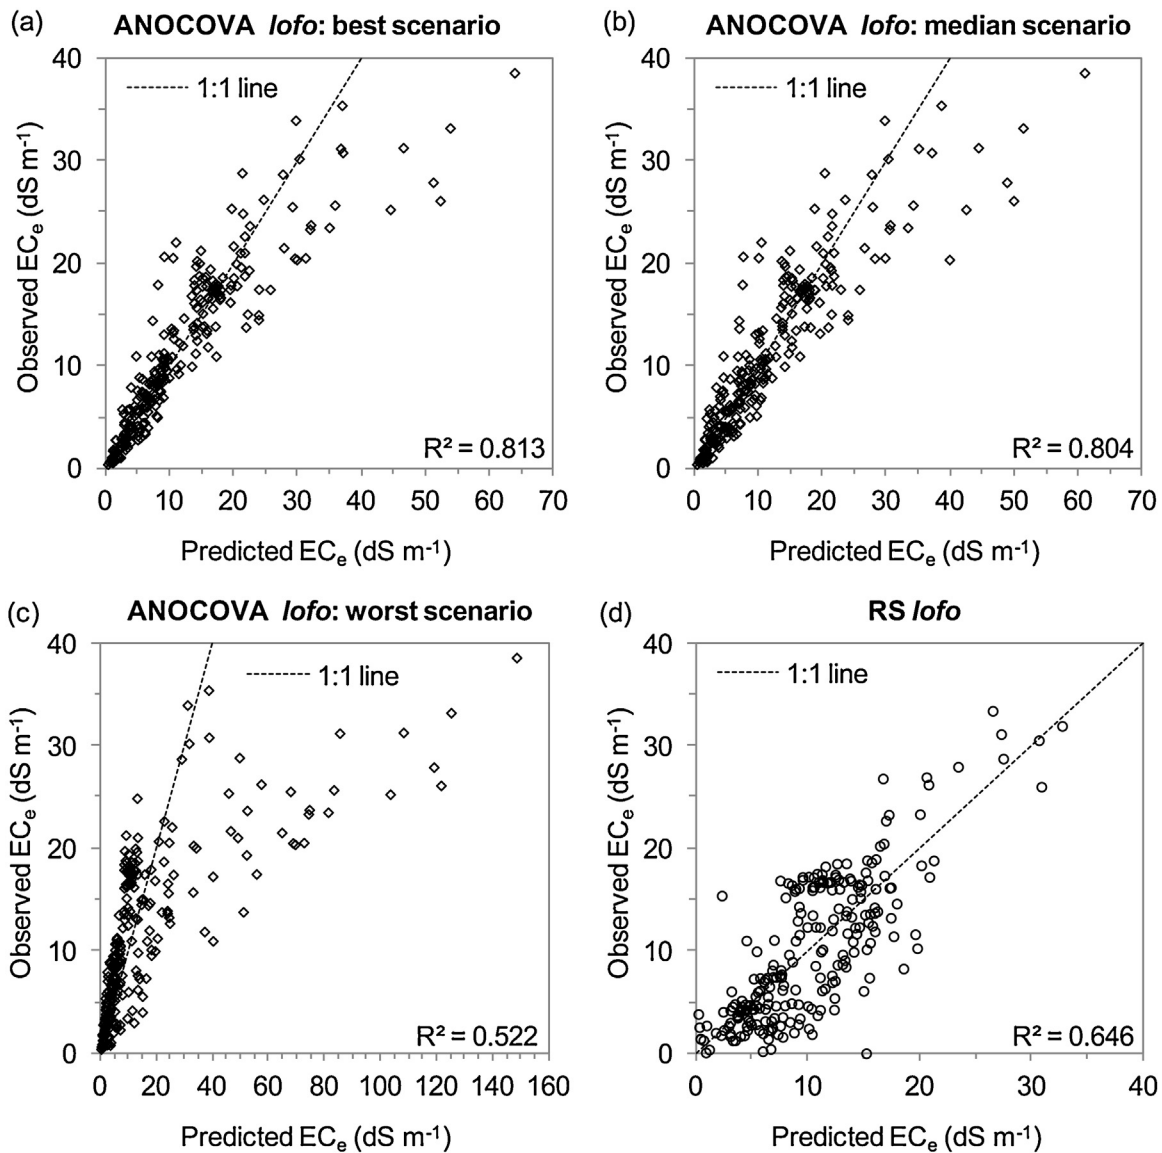 (a) ANOCOVA lofo: best scenario
40
30
20
10
0
1:1 line
R² = 0.813
0 10 20 30 40 50 60 70
Observed ECe (dS m-1)
Predicted ECe (dS m-1)
(b) ANOCOVA lofo: median scenario
40
30
20
10
0
1:1 line
R² = 0.804
0 10 20 30 40 50 60 70
Observed ECe (dS m-1)
Predicted ECe (dS m-1)
(c) ANOCOVA lofo: worst scenario
40
30
20
10
0
1:1 line
R² = 0.522
0 20 40 60 80 100 120 140 160
Observed ECe (dS m-1)
Predicted ECe (dS m-1)
(d) RS lofo
40
30
20
10
0
1:1 line
R² = 0.646
0 10 20 30 40
Observed ECe (dS m-1)
Predicted ECe (dS m-1)